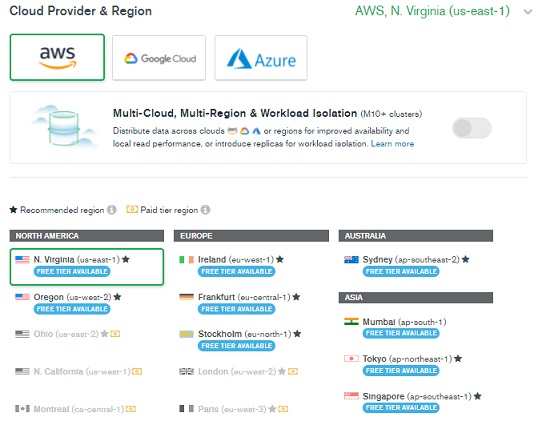 Cloud Provider & Region
AWS, N. Virginia (us-east-1)
aws
Google Cloud
Azure
Multi-Cloud, Multi-Region & Workload Isolation (M10+ clusters)
Distribute data across clouds or regions for improved availability and
local read performance, or introduce replicas for workload isolation. Learn more
Recommended region
Paid tier region
NORTH AMERICA
N. Virginia (us-east-1)
FREE TIER AVAILABLE
Oregon (us-west-2)
FREE TIER AVAILABLE
Ohio (us-east-2)
N. California (us-west-1)
Montreal (ca-central-1)
EUROPE
Ireland (eu-west-1)
FREE TIER AVAILABLE
Frankfurt (eu-central-1)
FREE TIER AVAILABLE
Stockholm (eu-north-1)
FREE TIER AVAILABLE
London (eu-west-2)
Paris (eu-west-3)
AUSTRALIA
Sydney (ap-southeast-2)
FREE TIER AVAILABLE
ASIA
Mumbai (ap-south-1)
FREE TIER AVAILABLE
Tokyo (ap-northeast-1)
FREE TIER AVAILABLE
Singapore (ap-southeast-1)
FREE TIER AVAILABLE